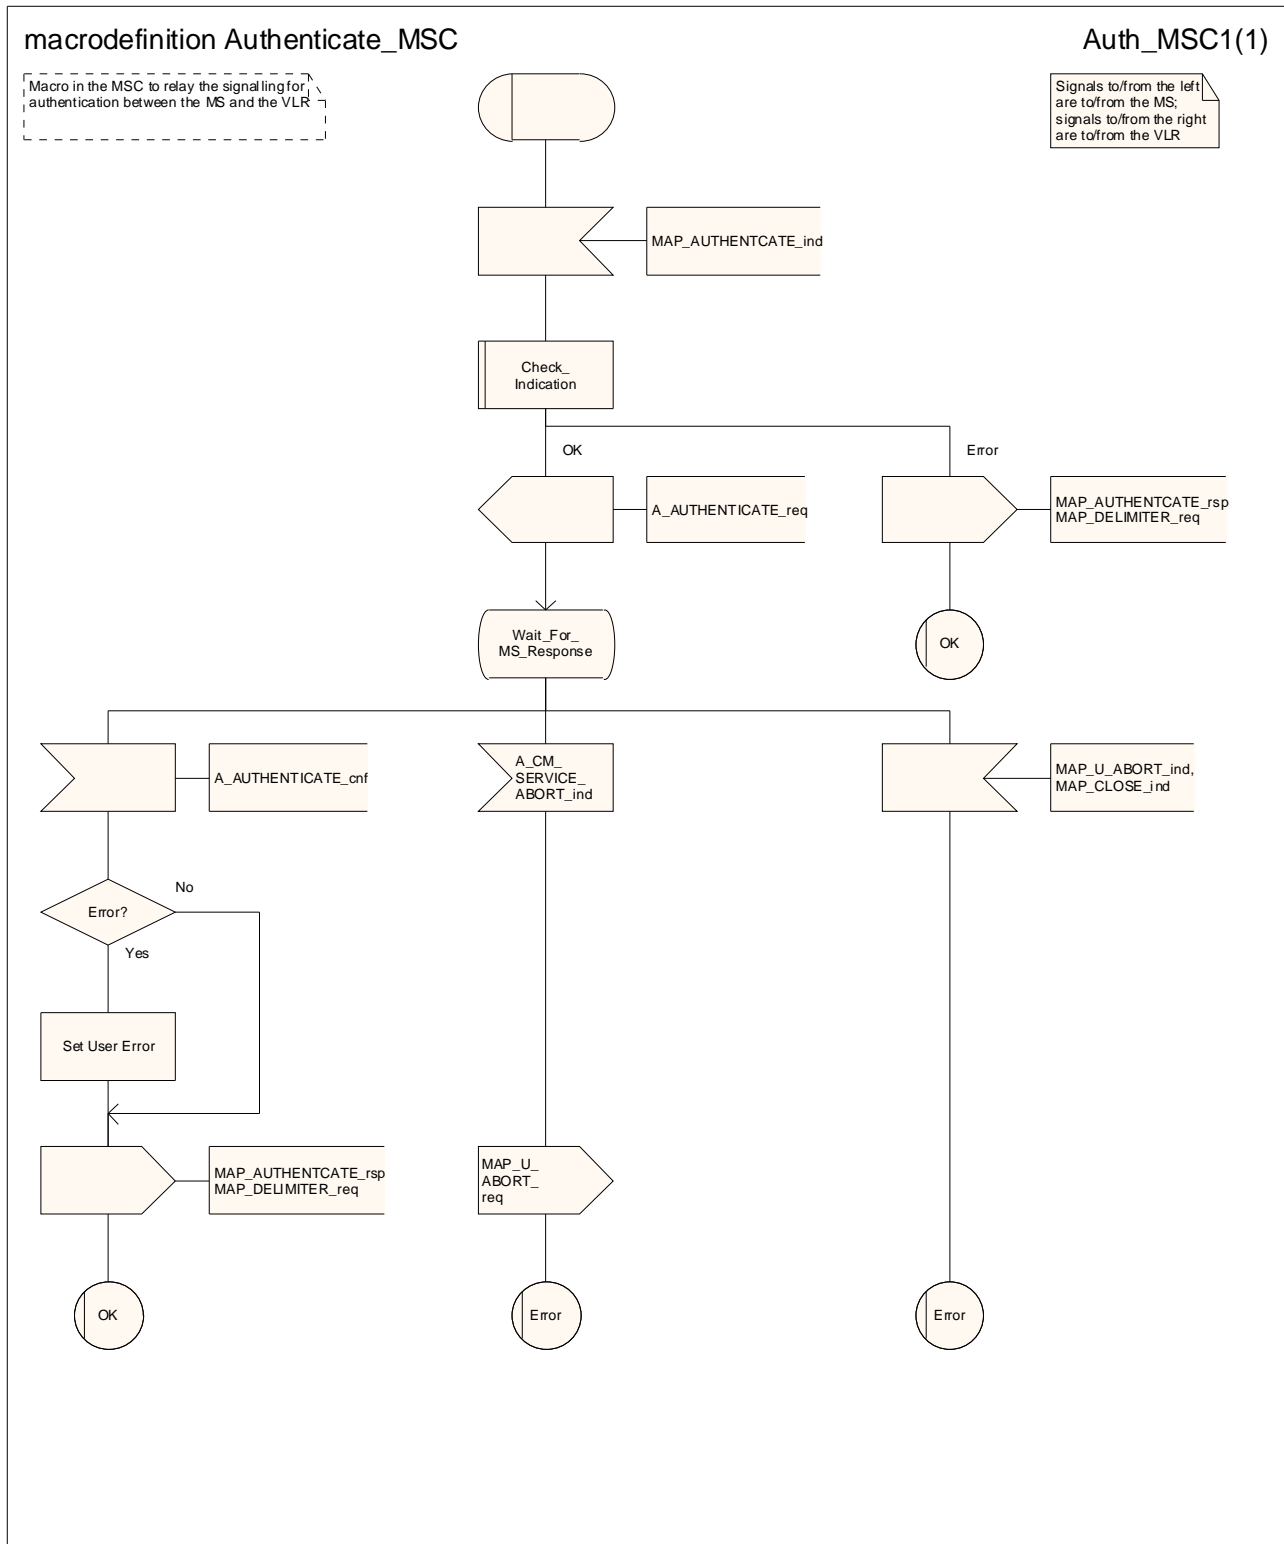 macrodefinition Authenticate_MSC
Auth_MSC1(1)
Macro in the MSC to relay the signalling for
authentication between the MS and the VLR
Signals to/from the left
are to/from the MS;
signals to/from the right
are to/from the VLR
MAP_AUTHENTCATE_ind
Check_
Indication
OK
Error
A_AUTHENTICATE_req
MAP_AUTHENTCATE_rsp
MAP_DELIMITER_req
Wait_For_
MS_Response
OK
A_AUTHENTICATE_cnf
A_CM_
SERVICE_
ABORT_ind
MAP_U_ABORT_ind,
MAP_CLOSE_ind
No
Error?
Yes
Set User Error
MAP_AUTHENTCATE_rsp
MAP_DELIMITER_req
MAP_U_
ABORT_
req
OK
Error
Error